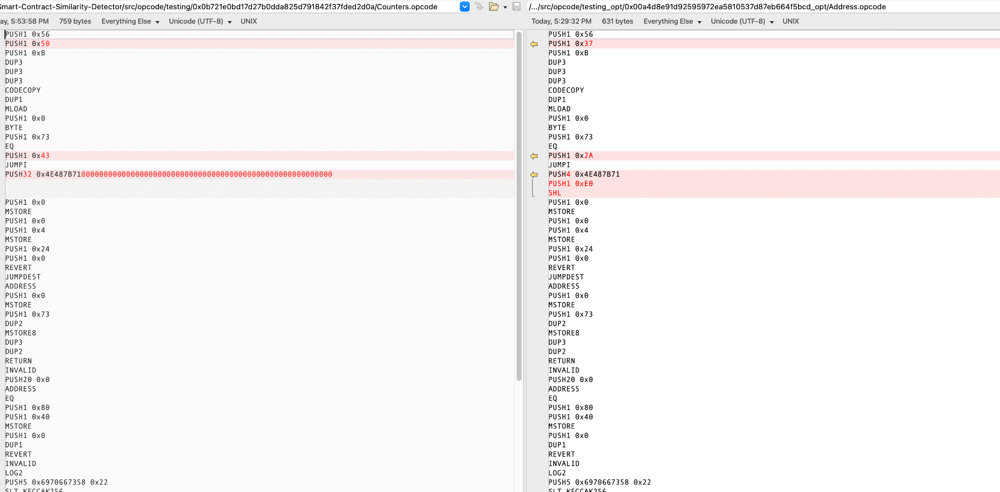 Smart-Contract-Similarity-Detector/src/opcode/testing/0x0b721e0bd17d27b0dda825d791842f37fded2d0a/Counters.opcode
ay, 5:53:58 PM 759 bytes Everything Else Unicode (UTF-8) UNIX
PUSH1 0x56
PUSH1 0x50
PUSH1 0xB
DUP3
DUP3
DUP3
CODECOPY
DUP1
MLOAD
PUSH1 0x0
BYTE
PUSH1 0x73
EQ
PUSH1 0x43
JUMPI
PUSH32 0x4E487B7100000000000000000000000000000000000000000000000000000000
PUSH1 0x0
MSTORE
PUSH1 0x0
PUSH1 0x4
MSTORE
PUSH1 0x24
PUSH1 0x0
REVERT
JUMPDEST
ADDRESS
PUSH1 0x0
MSTORE
PUSH1 0x73
DUP2
MSTORE8
DUP3
DUP2
RETURN
INVALID
PUSH20 0x0
ADDRESS
EQ
PUSH1 0x80
PUSH1 0x40
MSTORE
PUSH1 0x0
DUP1
REVERT
INVALID
LOG2
PUSH5 0x6970667358 0x22
SLT KECCAK256
/.../src/opcode/testing_opt/0x00a4d8e91d92595972ea5810537d87eb664f5bcd_opt/Address.opcode
Today, 5:29:32 PM 631 bytes Everything Else Unicode (UTF-8) UNIX
PUSH1 0x56
PUSH1 0x37
PUSH1 0xB
DUP3
DUP3
DUP3
CODECOPY
DUP1
MLOAD
PUSH1 0x0
BYTE
PUSH1 0x73
EQ
PUSH1 0x2A
JUMPI
PUSH4 0x4E487B71
PUSH1 0xE0
SHL
PUSH1 0x0
MSTORE
PUSH1 0x0
PUSH1 0x4
MSTORE
PUSH1 0x24
PUSH1 0x0
REVERT
JUMPDEST
ADDRESS
PUSH1 0x0
MSTORE
PUSH1 0x73
DUP2
MSTORE8
DUP3
DUP2
RETURN
INVALID
PUSH20 0x0
ADDRESS
EQ
PUSH1 0x80
PUSH1 0x40
MSTORE
PUSH1 0x0
DUP1
REVERT
INVALID
LOG2
PUSH5 0x6970667358 0x22
SLT KECCAK256